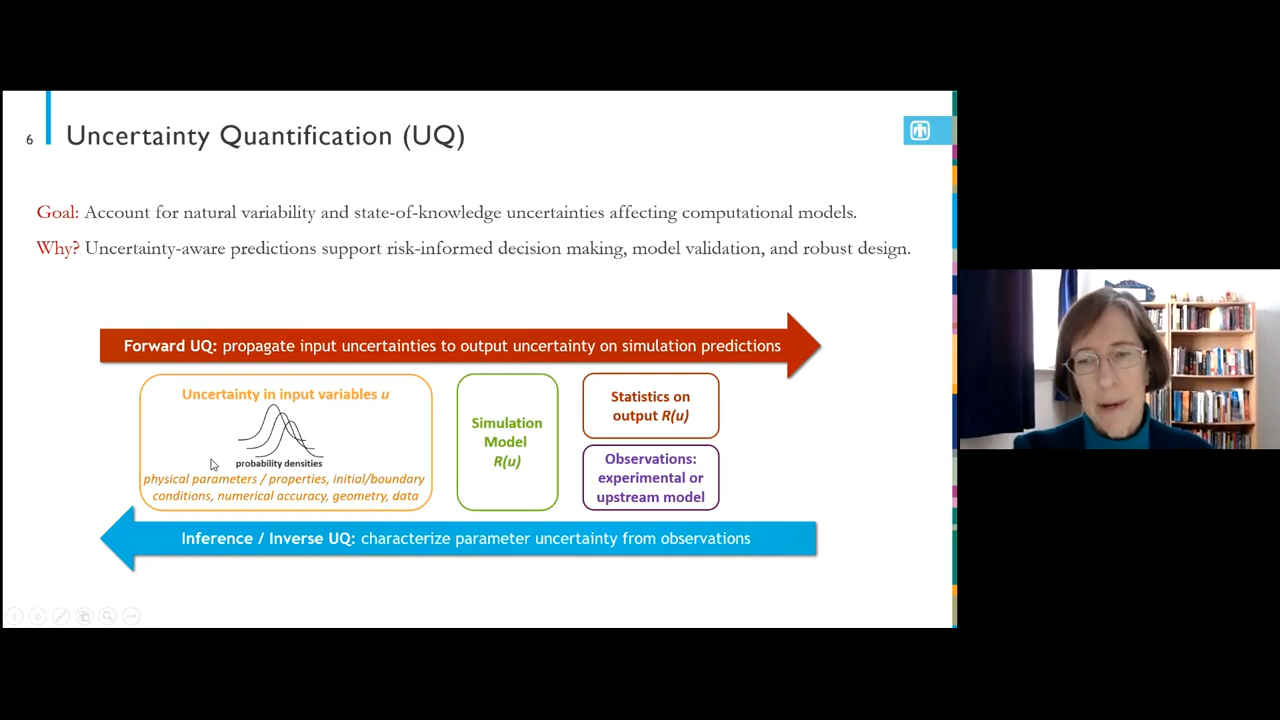 6
Uncertainty Quantification (UQ)
Goal: Account for natural variability and state-of-knowledge uncertainties affecting computational models.
Why? Uncertainty-aware predictions support risk-informed decision making, model validation, and robust design.
Forward UQ: propagate input uncertainties to output uncertainty on simulation predictions
Uncertainty in input variables u
probability densities
physical parameters / properties, initial/boundary
conditions, numerical accuracy, geometry, data
Simulation
Model
R(u)
Statistics on
output R(u)
Observations:
experimental or
upstream model
Inference / Inverse UQ: characterize parameter uncertainty from observations